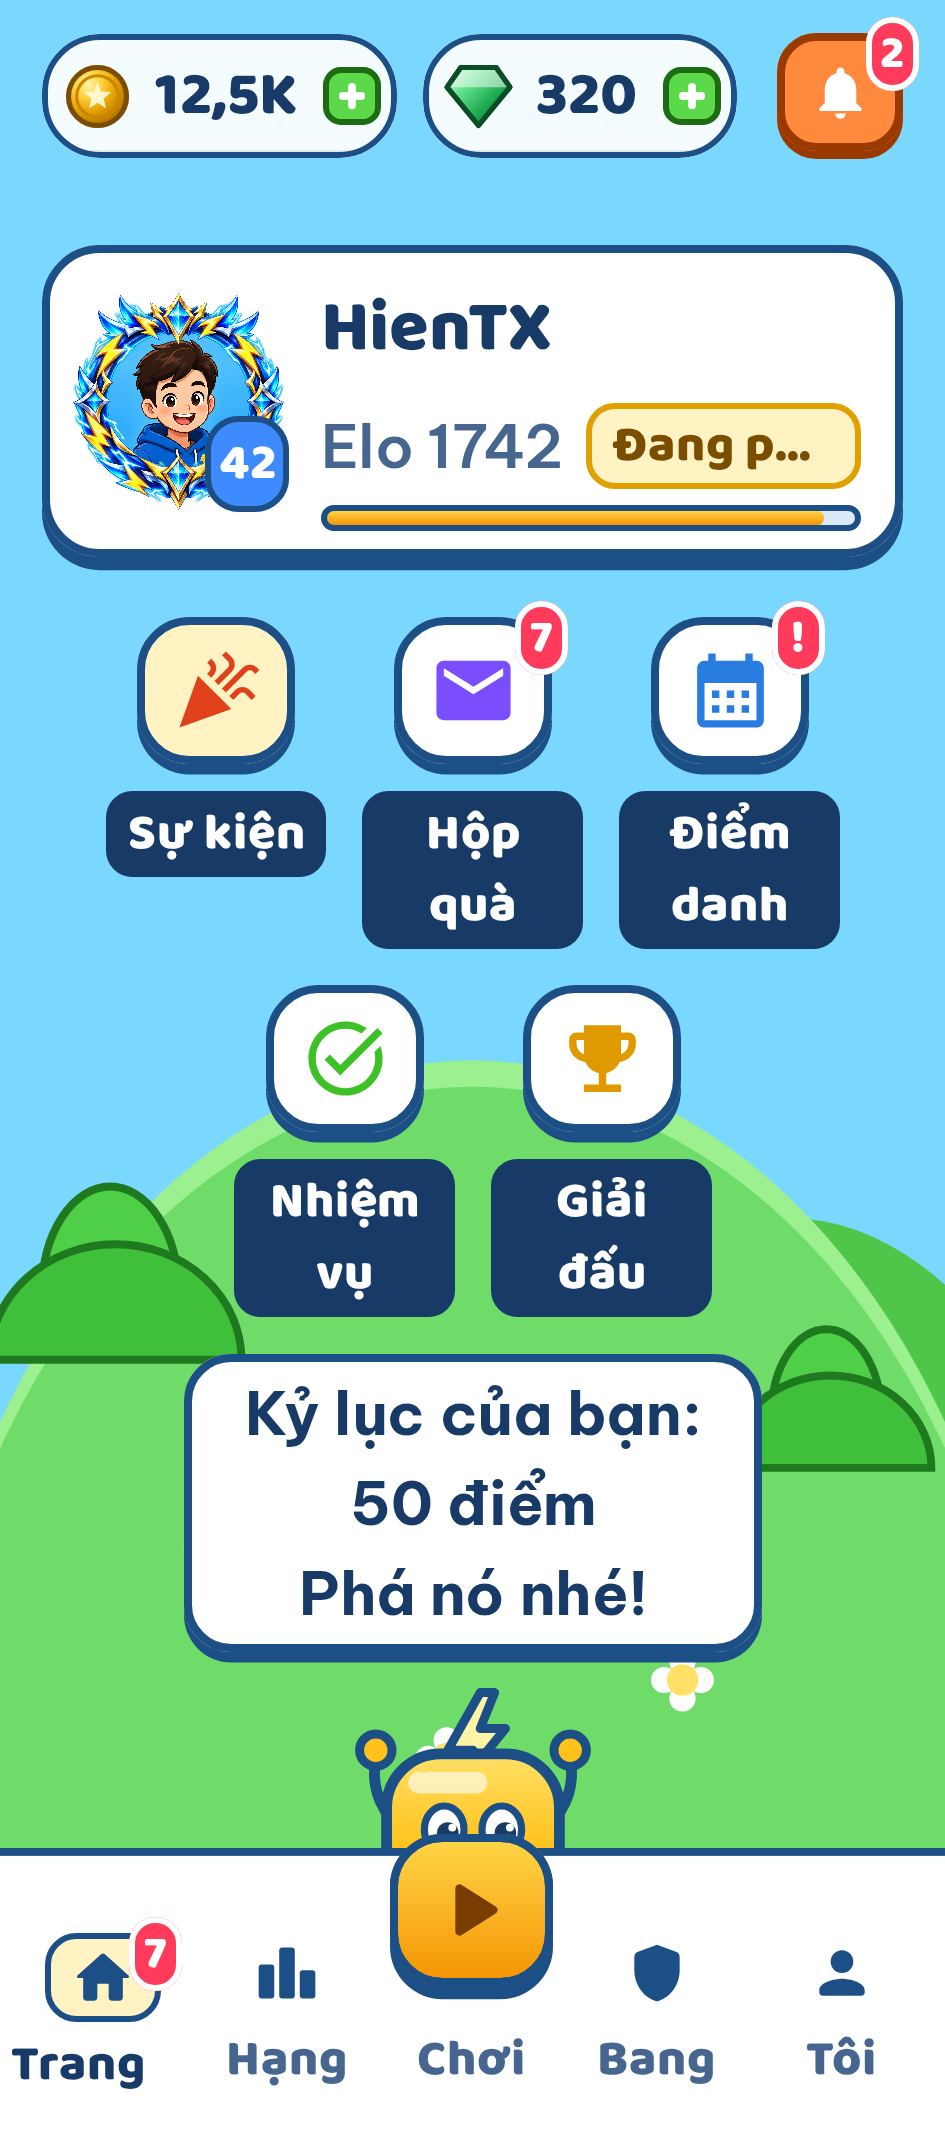 12,5K
320
2
HienTX
42
Elo 1742
Đang p...
7
!
Sự kiện
Hộp
quà
Điểm
danh
Nhiệm
vụ
Giải
đấu
Kỷ lục của bạn:
50 điểm
Phá nó nhé!
7
Trang
Hạng
Chơi
Bang
Tôi